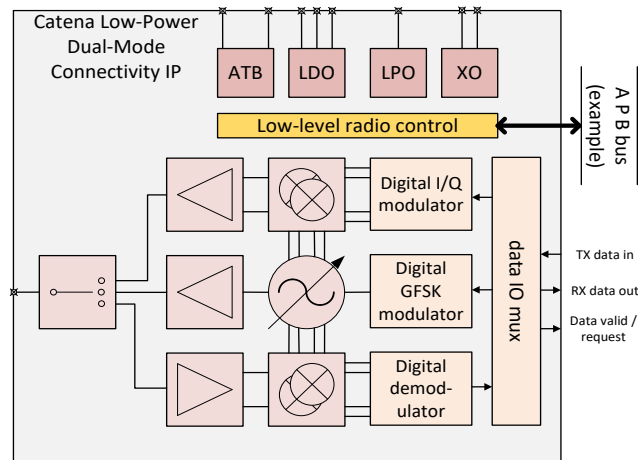 Catena Low-Power
Dual-Mode
Connectivity IP
ATB
LDO
LPO
XO
Low-level radio control
A P B bus
(example)
Digital I/Q
modulator
Digital
GFSK
modulator
Digital
demod-
ulator
data IO mux
TX data in
RX data out
Data valid /
request